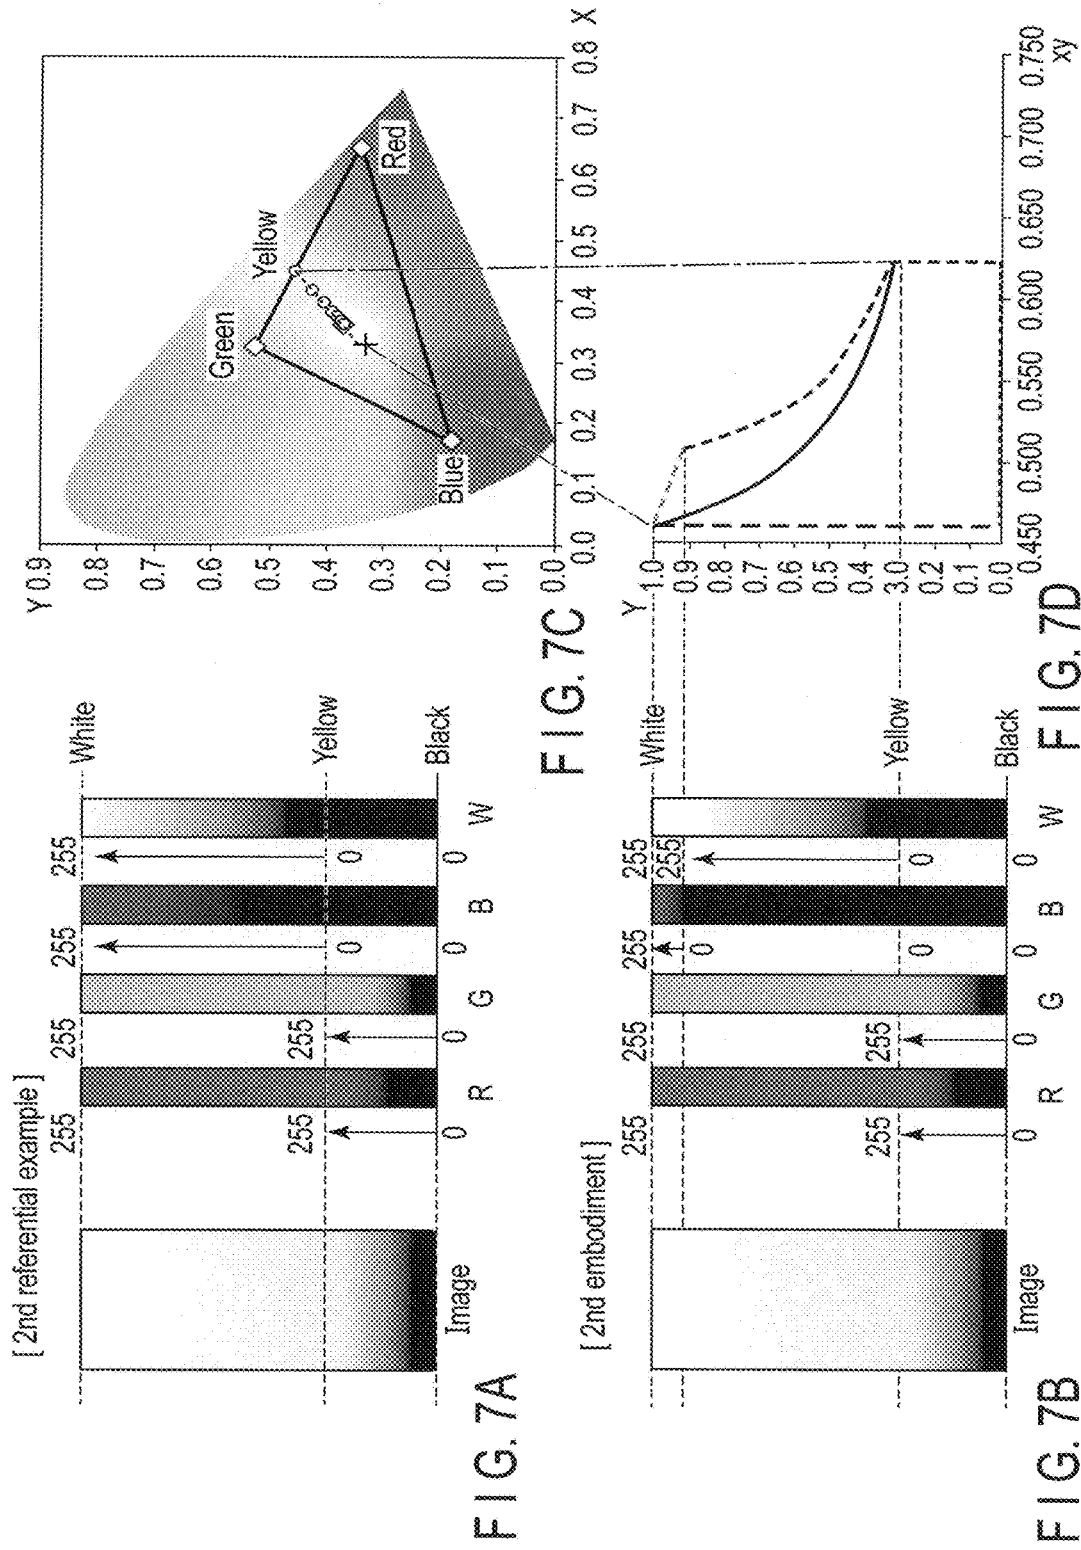 [ 2nd referential example ]
255
255
255
255
White
255
255
0
0
Yellow
0
0
0
0
Black
Image
R
G
B
W
FIG. 7A
[ 2nd embodiment ]
255
255
255
255
White
0
255
255
255
0
0
Yellow
0
0
0
0
Black
Image
R
G
B
W
FIG. 7B
Y 0.9
0.8
0.7
0.6
0.5
0.4
0.3
0.2
0.1
0.0
0.0 0.1 0.2 0.3 0.4 0.5 0.6 0.7 0.8 X
Green
Yellow
Red
Blue
FIG. 7C
Y 1.0
0.9
0.8
0.7
0.6
0.5
0.4
3.0
0.2
0.1
0.0
0.450 0.500 0.550 0.600 0.650 0.700 0.750
xy
FIG. 7D